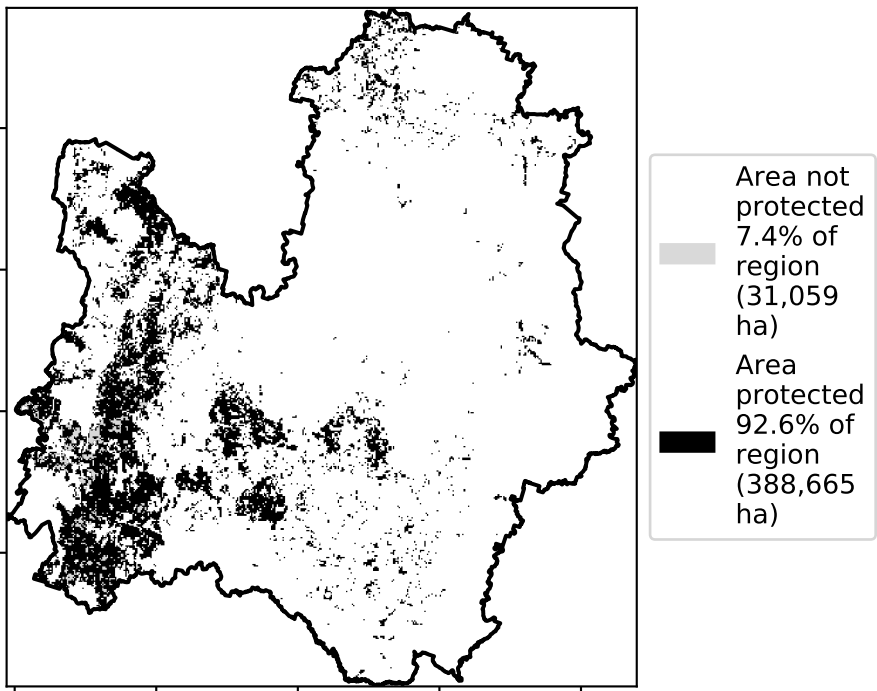 Area not
protected
7.4% of
region
(31,059
ha)
Area
protected
92.6% of
region
(388,665
ha)